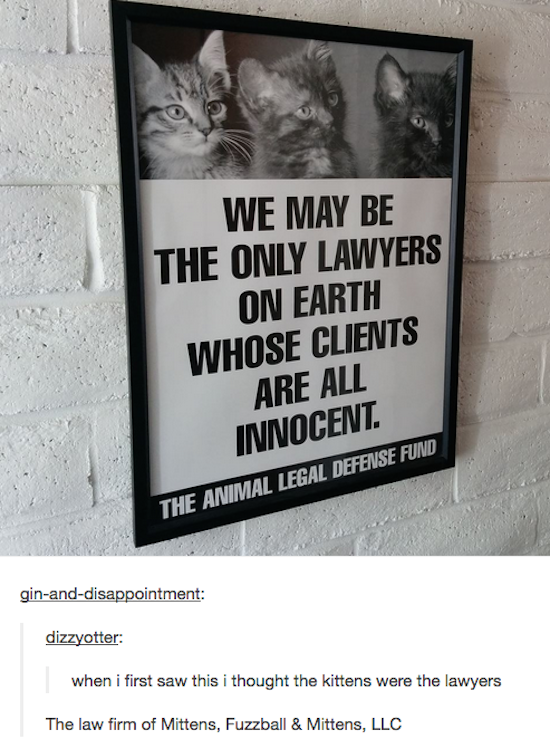 WE MAY BE
THE ONLY LAWYERS
ON EARTH
WHOSE CLIENTS
ARE ALL
INNOCENT.
THE ANIMAL LEGAL DEFENSE FUND
gin-and-disappointment:
dizzyotter:
when i first saw this i thought the kittens were the lawyers
The law firm of Mittens, Fuzzball & Mittens, LLC